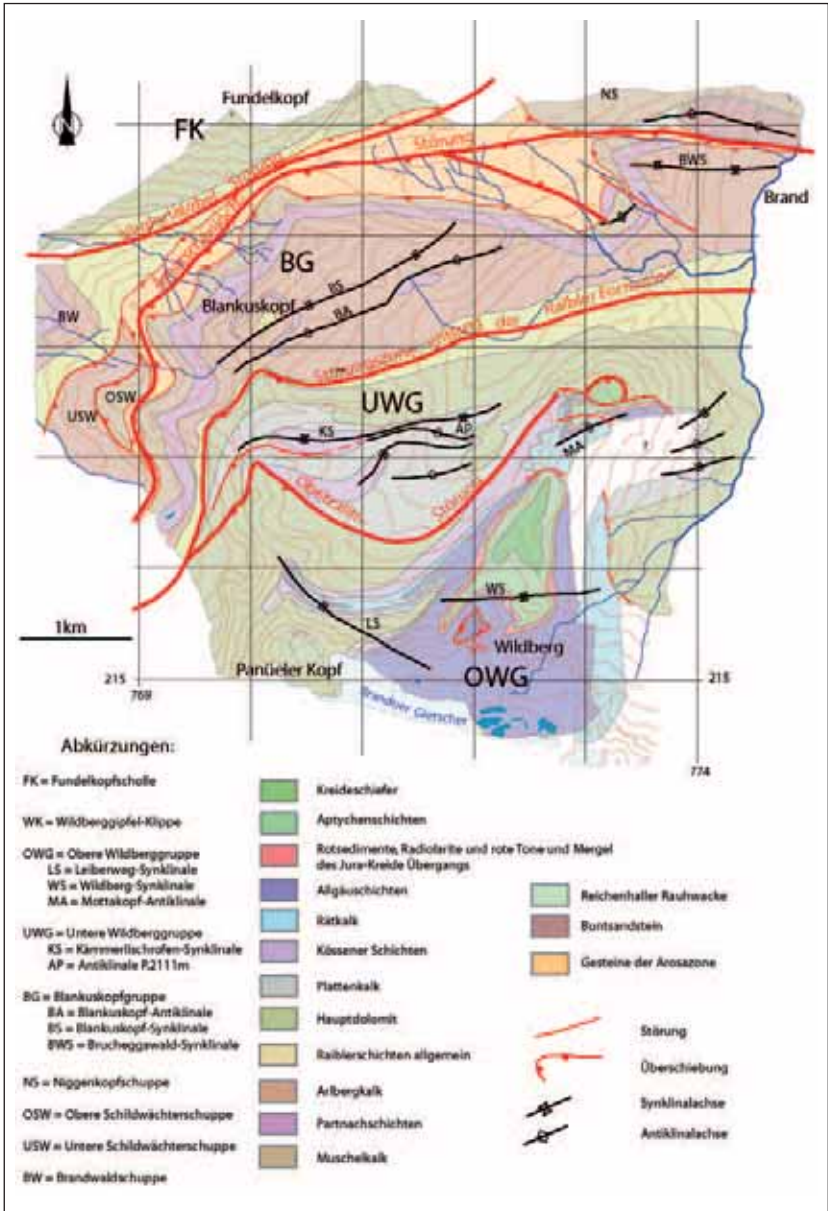 N
Fundelkopf
FK
NS
Störung
BWS
Brand
BG
BS
Blankuskopf
BA
BW
OSW
USW
UWG
KS
AP
MA
Störung
1km
LS
WS
Wildberg
OWG
Panüeler Kopf
215
769
215
774
Abkürzungen:
FK = Fundelkopfscholle
WK = Wildberggipfel-Klippe
OWG = Obere Wildberggruppe
LS = Leiberweg-Synklinale
WS = Wildberg-Synklinale
MA = Mottakopf-Antiklinale
UWG = Untere Wildberggruppe
KS = Kämmerlischrofen-Synklinale
AP = Antiklinale P.2111m
BG = Blankuskopfgruppe
BA = Blankuskopf-Antiklinale
BS = Blankuskopf-Synklinale
BWS = Brucheggawald-Synklinale
NS = Niggenkopfschuppe
OSW = Obere Schildwächterschuppe
USW = Untere Schildwächterschuppe
BW = Brandwaldschuppe
Kreideschiefer
Aptychenschichten
Rotsedimente, Radiolarite und rote Tone und Mergel
des Jura-Kreide Übergangs
Allgäuschichten
Rätkalk
Kössener Schichten
Plattenkalk
Hauptdolomit
Raiblerschichten allgemein
Arlbergkalk
Partnachschichten
Muschelkalk
Reichenhaller Rauhwacke
Buntsandstein
Gesteine der Arosazone
Störung
Überschiebung
Synklinalachse
Antiklinalachse